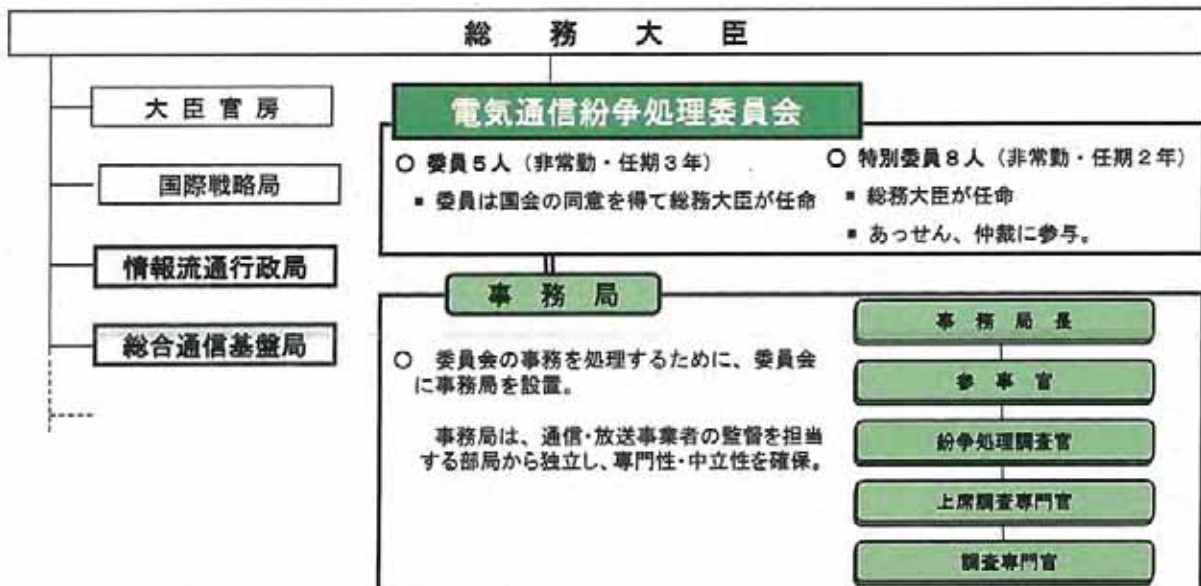 総務大臣
大臣官房
国際戦略局
情報流通行政局
総合通信基盤局
電気通信紛争処理委員会
○ 委員5人（非常勤・任期3年）
■ 委員は国会の同意を得て総務大臣が任命
○ 特別委員8人（非常勤・任期2年）
■ 総務大臣が任命
■ あっせん、仲裁に参与。
事務局
○ 委員会の事務を処理するために、委員会
に事務局を設置。
事務局は、通信・放送事業者の監督を担当
する部局から独立し、専門性・中立性を確保。
事務局長
参事官
紛争処理調査官
上席調査専門官
調査専門官